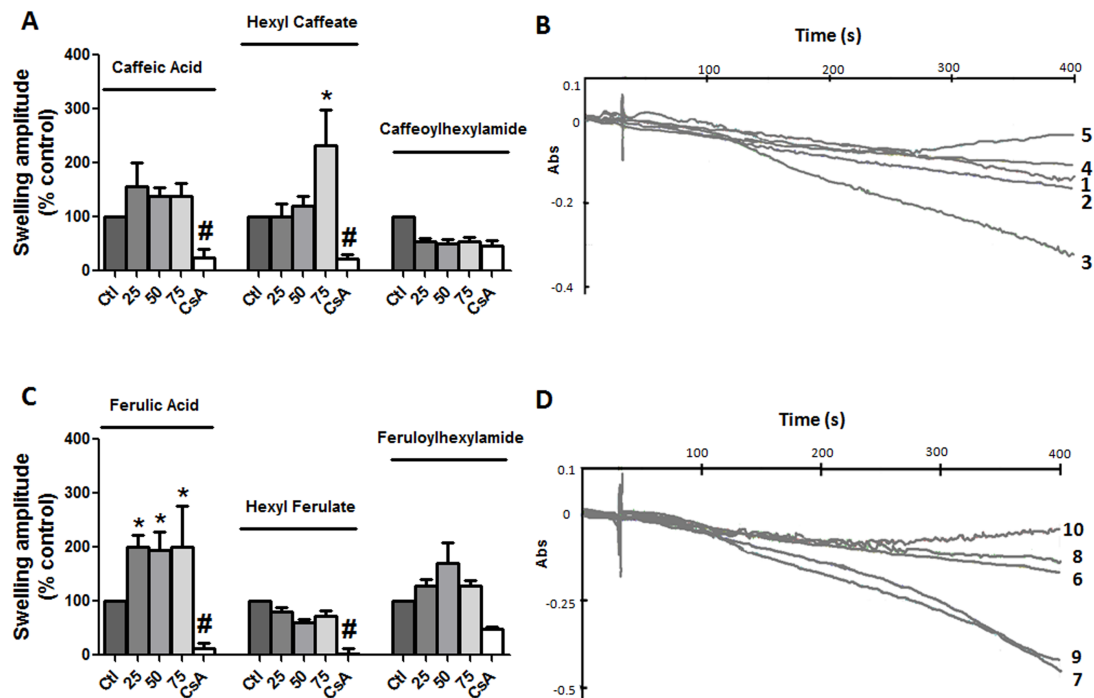 A
Hexyl Caffeate
Caffeic Acid
Caffeoylhexylamide
Swelling amplitude
(% control)
400
300
200
100
0
Ctl 25 50 75 CsA Ctl 25 50 75 CsA Ctl 25 50 75 CsA
* # #
B
Time (s)
100 200 300 400
0.1
0
-0.2
-0.4
Abs
5
4
1
2
3
C
Ferulic Acid
Feruloylhexylamide
Hexyl Ferulate
Swelling amplitude
(% control)
400
300
200
100
0
* * * # #
Ctl 25 50 75 CsA Ctl 25 50 75 CsA Ctl 25 50 75 CsA
D
Time (s)
100 200 300 400
0.1
0
-0.25
-0.5
Abs
10
8
6
9
7